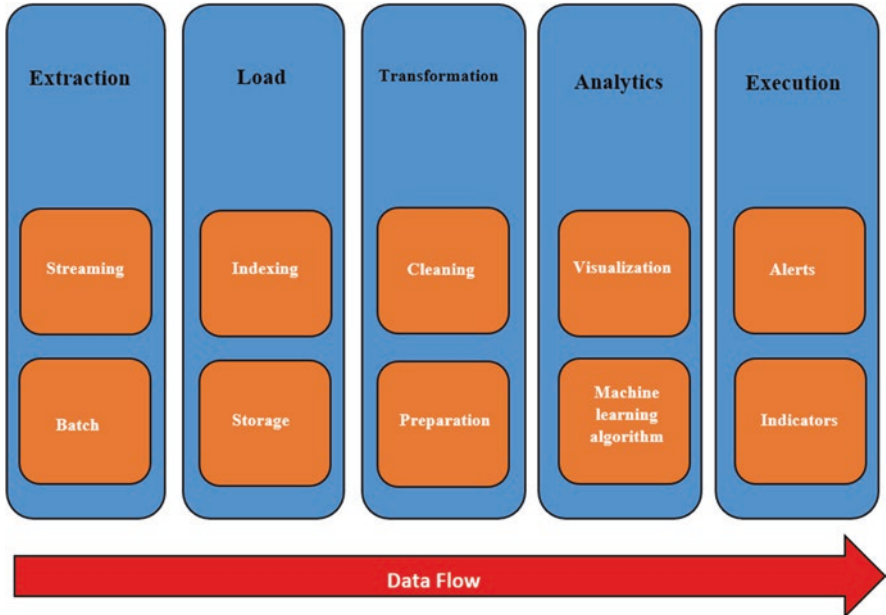 Extraction
Load
Transformation
Analytics
Execution
Streaming
Indexing
Cleaning
Visualization
Alerts
Batch
Storage
Preparation
Machine
learning
algorithm
Indicators
Data Flow